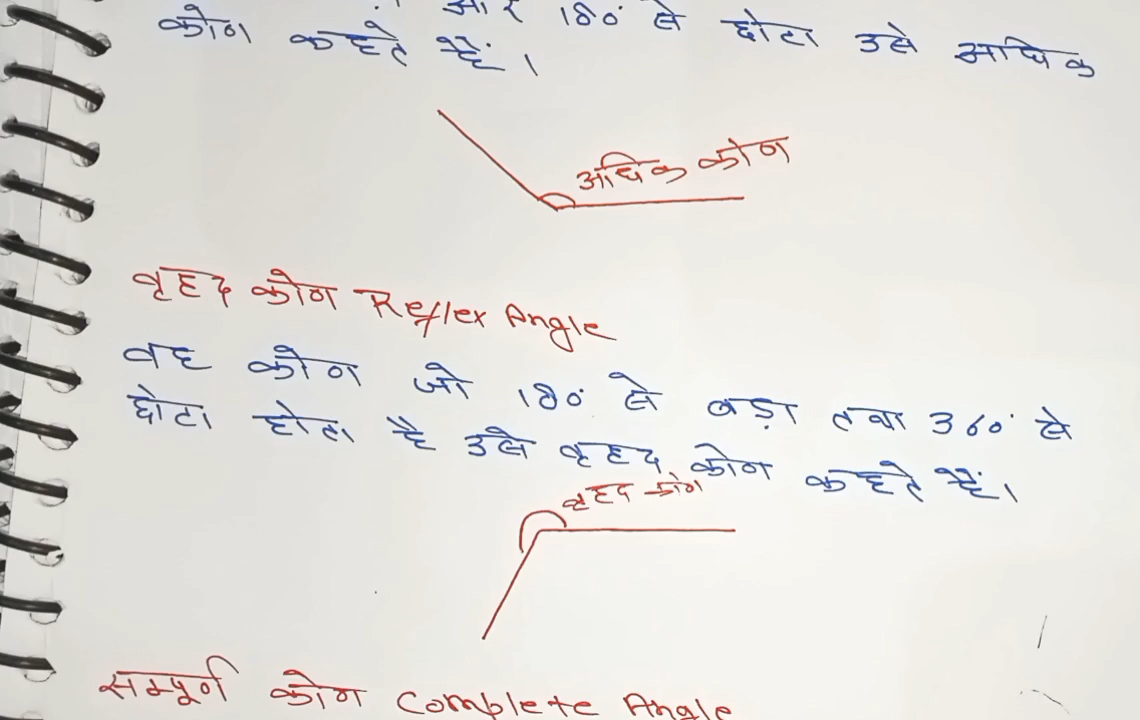 और 180° से छोटा उसे अधिक
कोण कहते हैं।
अधिक कोण
वृहद कोण Reflex Angle
वह कोण जो 180° से बड़ा तथा 360° से
छोटा होता है उसे वृहद कोण कहते हैं।
वृहद कोण
सम्पूर्ण कोण Complete Angle